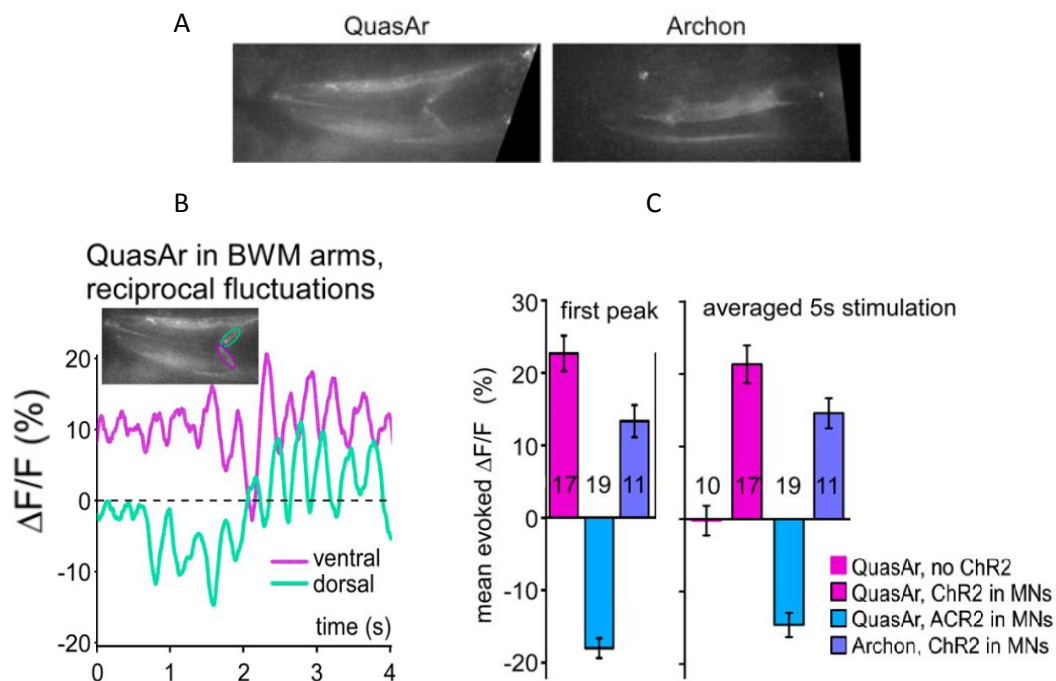 A
QuasAr
Archon
B
QuasAr in BWM arms,
reciprocal fluctuations
ΔF/F (%)
20
10
0
-10
-20
ventral
dorsal
time (s)
0
1
2
3
4
C
mean evoked ΔF/F (%)
30
20
10
0
-10
-20
first peak
averaged 5s stimulation
17
19
11
10
17
19
11
QuasAr, no ChR2
QuasAr, ChR2 in MNs
QuasAr, ACR2 in MNs
Archon, ChR2 in MNs